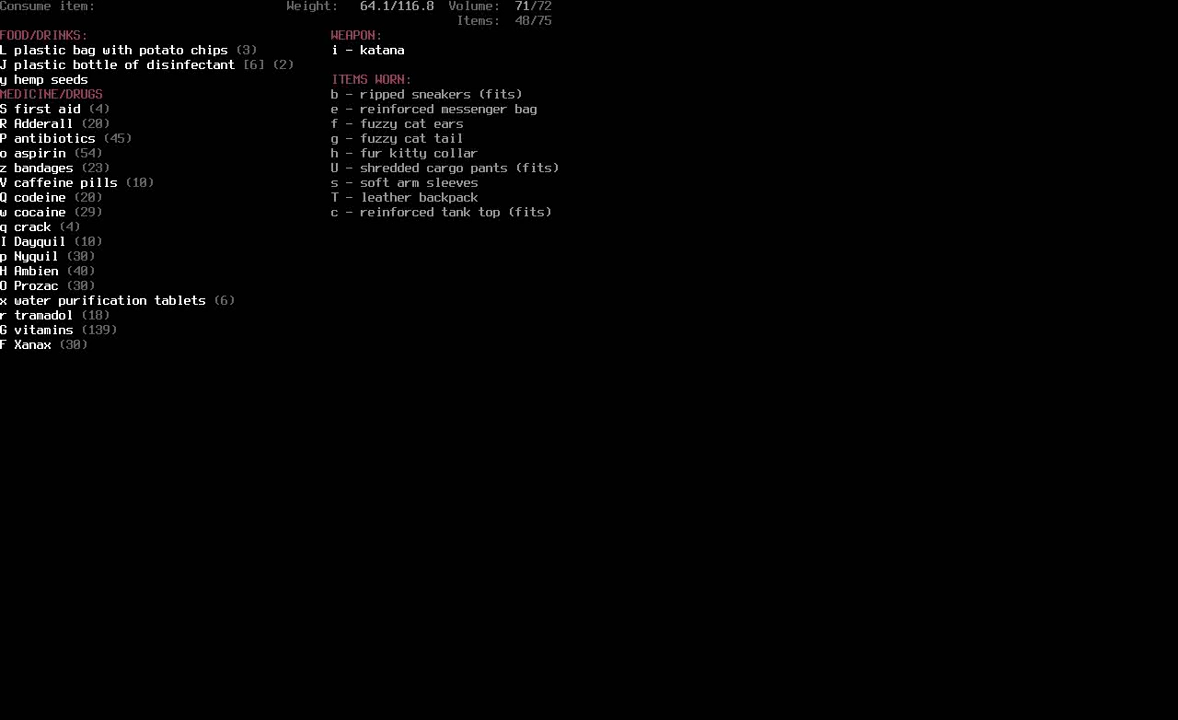 Consume item: Weight: 64.1/116.8 Volume: 71/72
Items: 48/75
FOOD/DRINKS:
L plastic bag with potato chips (3)
J plastic bottle of disinfectant [6] (2)
y hemp seeds
MEDICINE/DRUGS
S first aid (4)
R Adderall (20)
P antibiotics (45)
o aspirin (54)
z bandages (23)
V caffeine pills (10)
Q codeine (20)
w cocaine (29)
q crack (4)
I Dayquil (10)
p Nyquil (30)
H Ambien (40)
O Prozac (30)
x water purification tablets (6)
r tramadol (18)
G vitamins (139)
F Xanax (30)
WEAPON:
i - katana
ITEMS WORN:
b - ripped sneakers (fits)
e - reinforced messenger bag
f - fuzzy cat ears
g - fuzzy cat tail
h - fur kitty collar
U - shredded cargo pants (fits)
s - soft arm sleeves
T - leather backpack
c - reinforced tank top (fits)